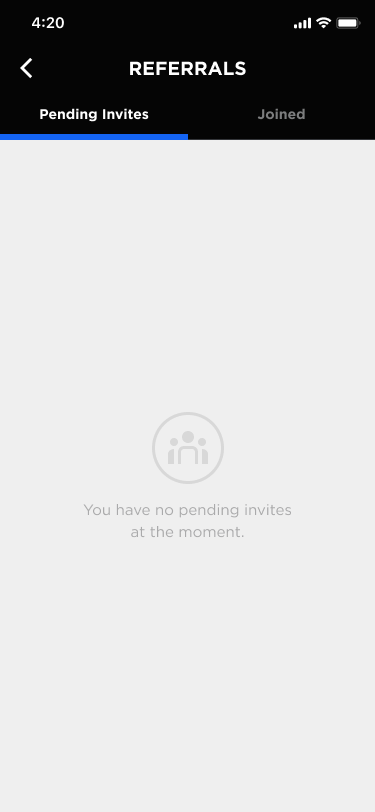 4:20
REFERRALS
Pending Invites
Joined
You have no pending invites
at the moment.